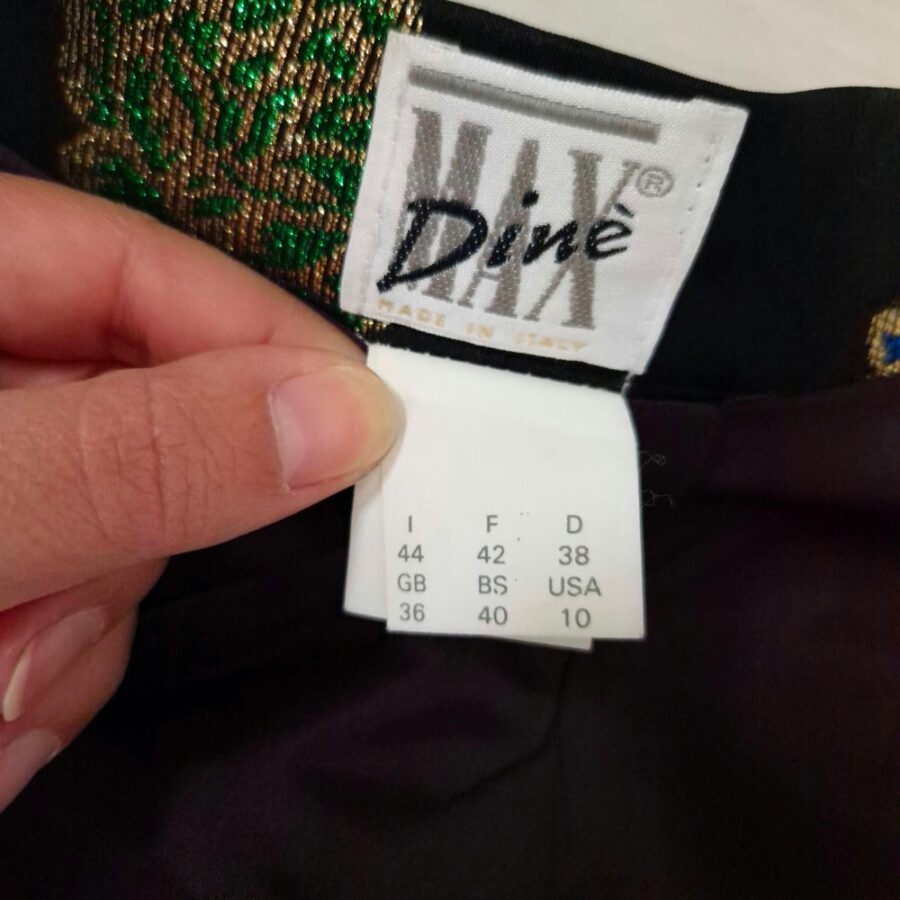 MAX®
Dinè
MADE IN ITALY
I F D
44 42 38
GB BS USA
36 40 10